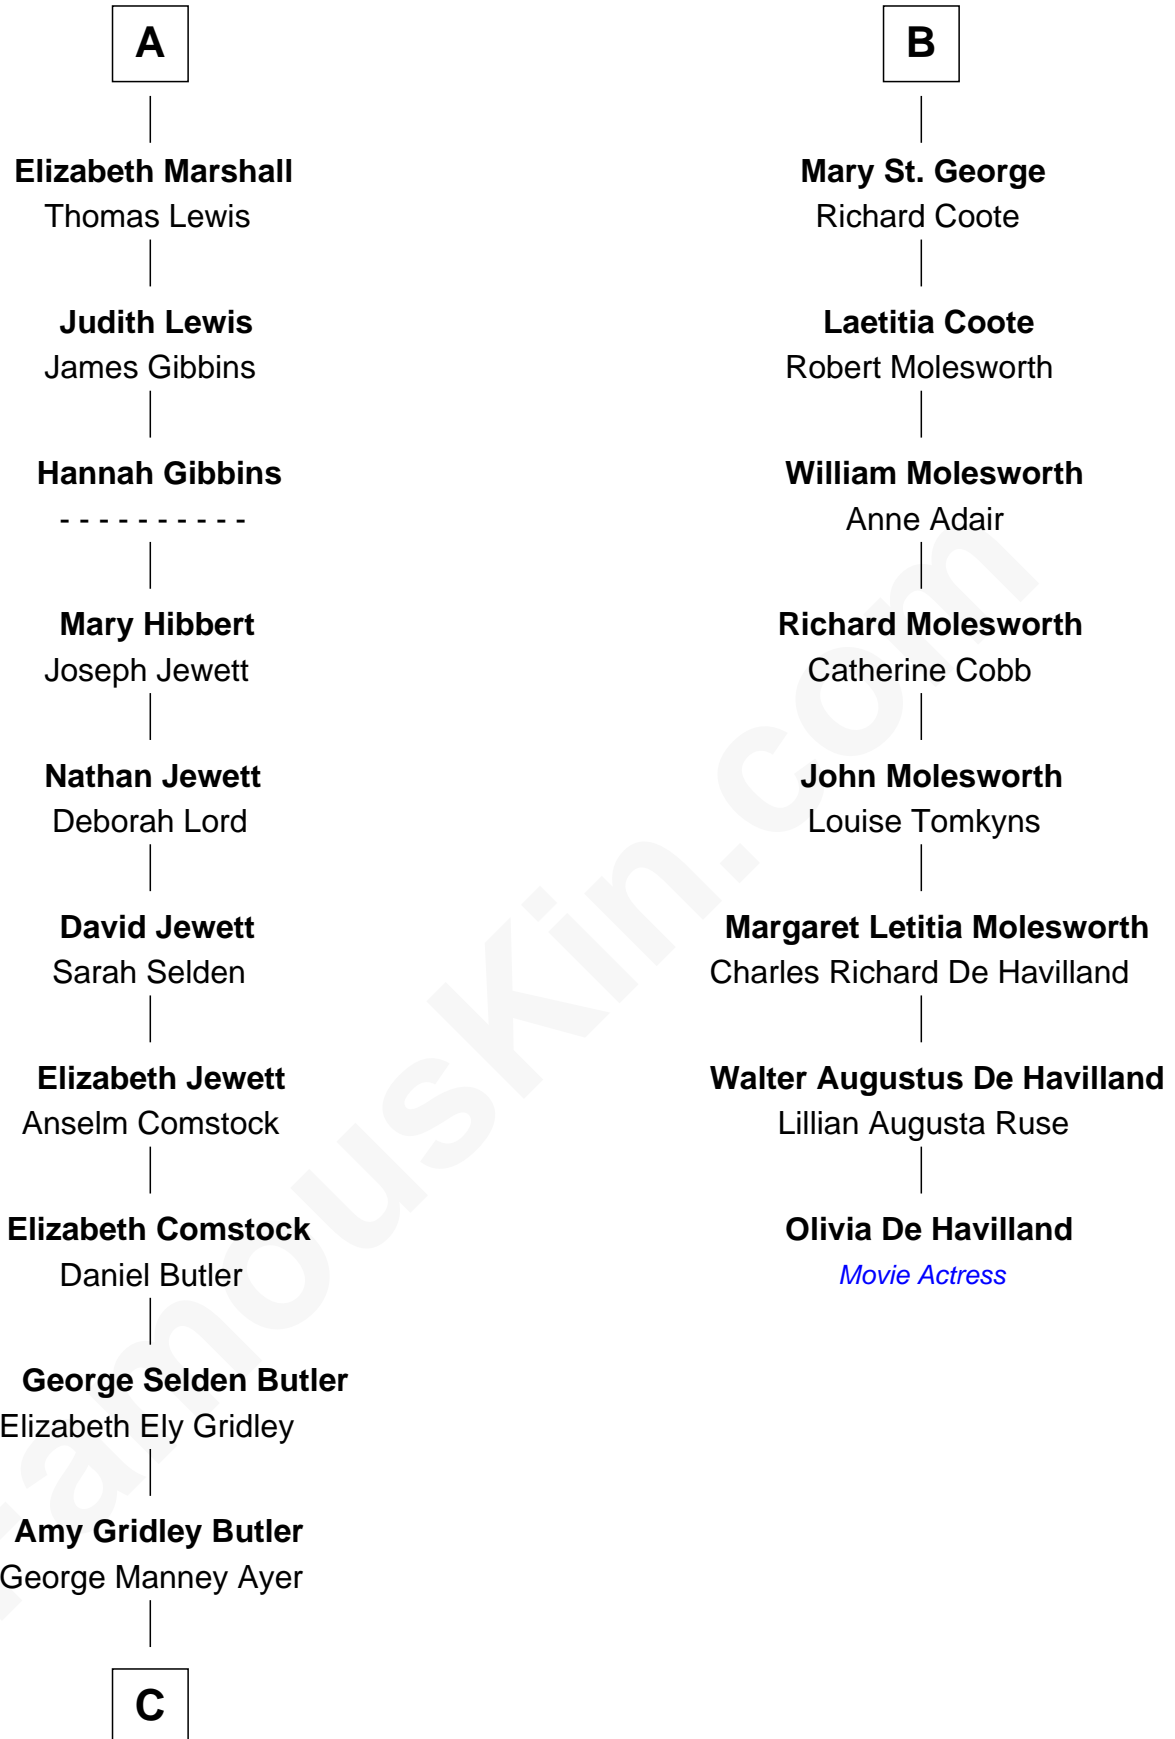 A
Elizabeth Marshall
Thomas Lewis
Judith Lewis
James Gibbins
Hannah Gibbins
- - - - - - - - - -
Mary Hibbert
Joseph Jewett
Nathan Jewett
Deborah Lord
David Jewett
Sarah Selden
Elizabeth Jewett
Anselm Comstock
Elizabeth Comstock
Daniel Butler
George Selden Butler
Elizabeth Ely Gridley
Amy Gridley Butler
George Manney Ayer
C
B
Mary St. George
Richard Coote
Laetitia Coote
Robert Molesworth
William Molesworth
Anne Adair
Richard Molesworth
Catherine Cobb
John Molesworth
Louise Tomkyns
Margaret Letitia Molesworth
Charles Richard De Havilland
Walter Augustus De Havilland
Lillian Augusta Ruse
Olivia De Havilland
Movie Actress
FamousKin.com